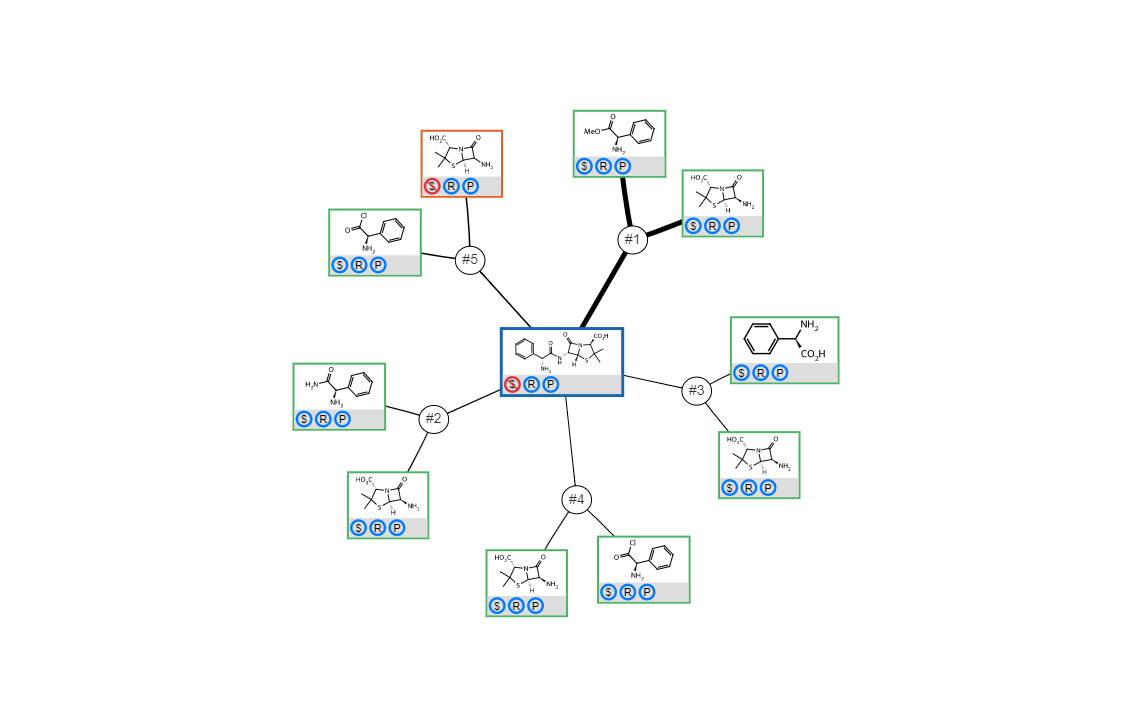 MeO
O
NH2
$ R P
HO2C
N
O
S
NH2
H
$ R P
#1
HO2C
N
O
S
NH2
H
$ R P
Cl
O
NH2
$ R P
#5
O
N
CO2H
O
N
H
S
H
NH2
$ R P
NH2
CO2H
$ R P
#3
HO2C
N
O
S
NH2
H
$ R P
O
H2N
NH2
$ R P
#2
HO2C
N
O
S
NH2
H
$ R P
#4
HO2C
N
O
S
NH2
H
$ R P
Cl
O
NH2
$ R P